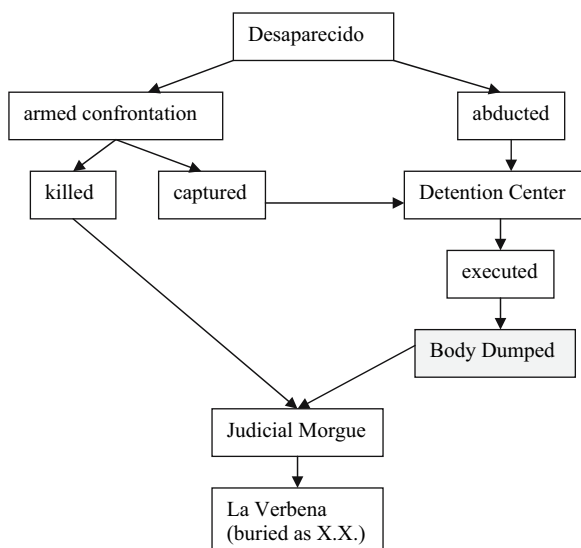 Desaparecido
armed confrontation
abducted
killed
captured
Detention Center
executed
Body Dumped
Judicial Morgue
La Verbena
(buried as X.X.)